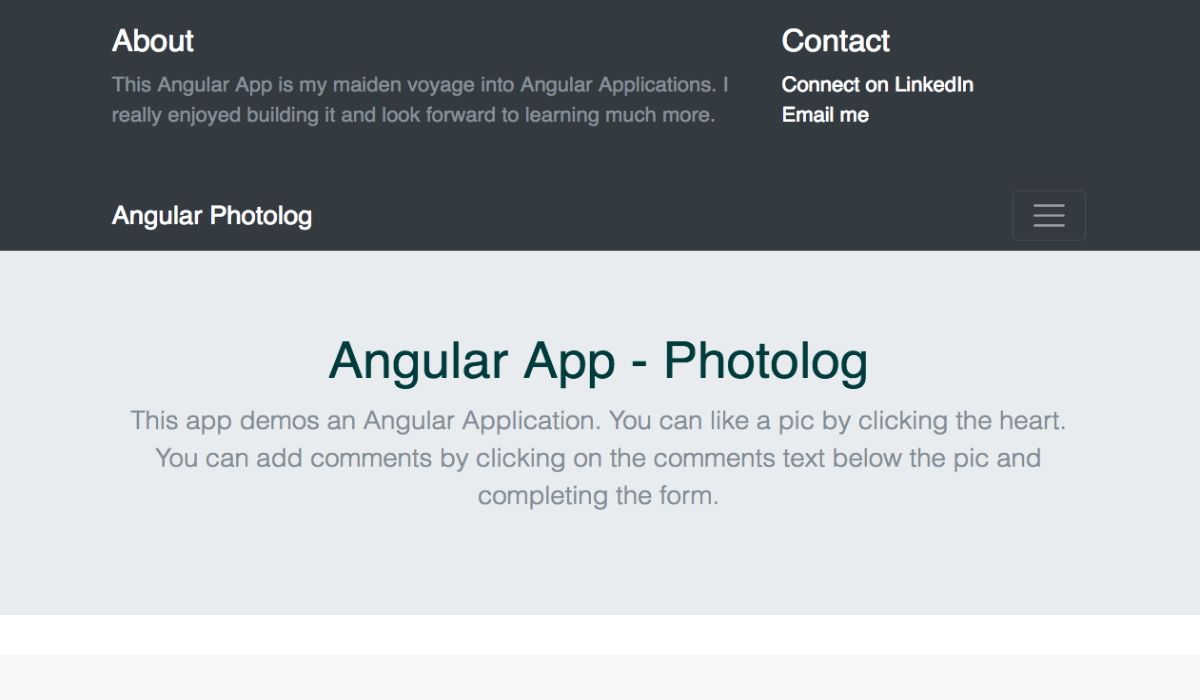 About
This Angular App is my maiden voyage into Angular Applications. I
really enjoyed building it and look forward to learning much more.
Contact
Connect on LinkedIn
Email me
Angular Photolog
Angular App - Photolog
This app demos an Angular Application. You can like a pic by clicking the heart.
You can add comments by clicking on the comments text below the pic and
completing the form.